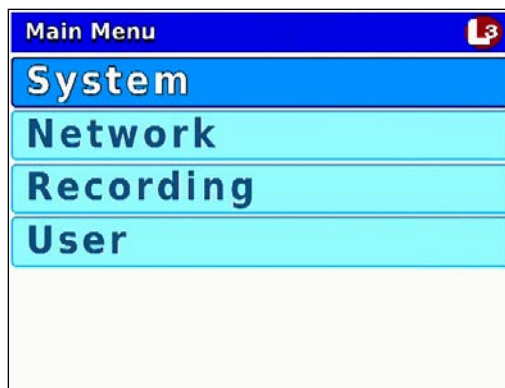 Main Menu
L3
System
Network
Recording
User